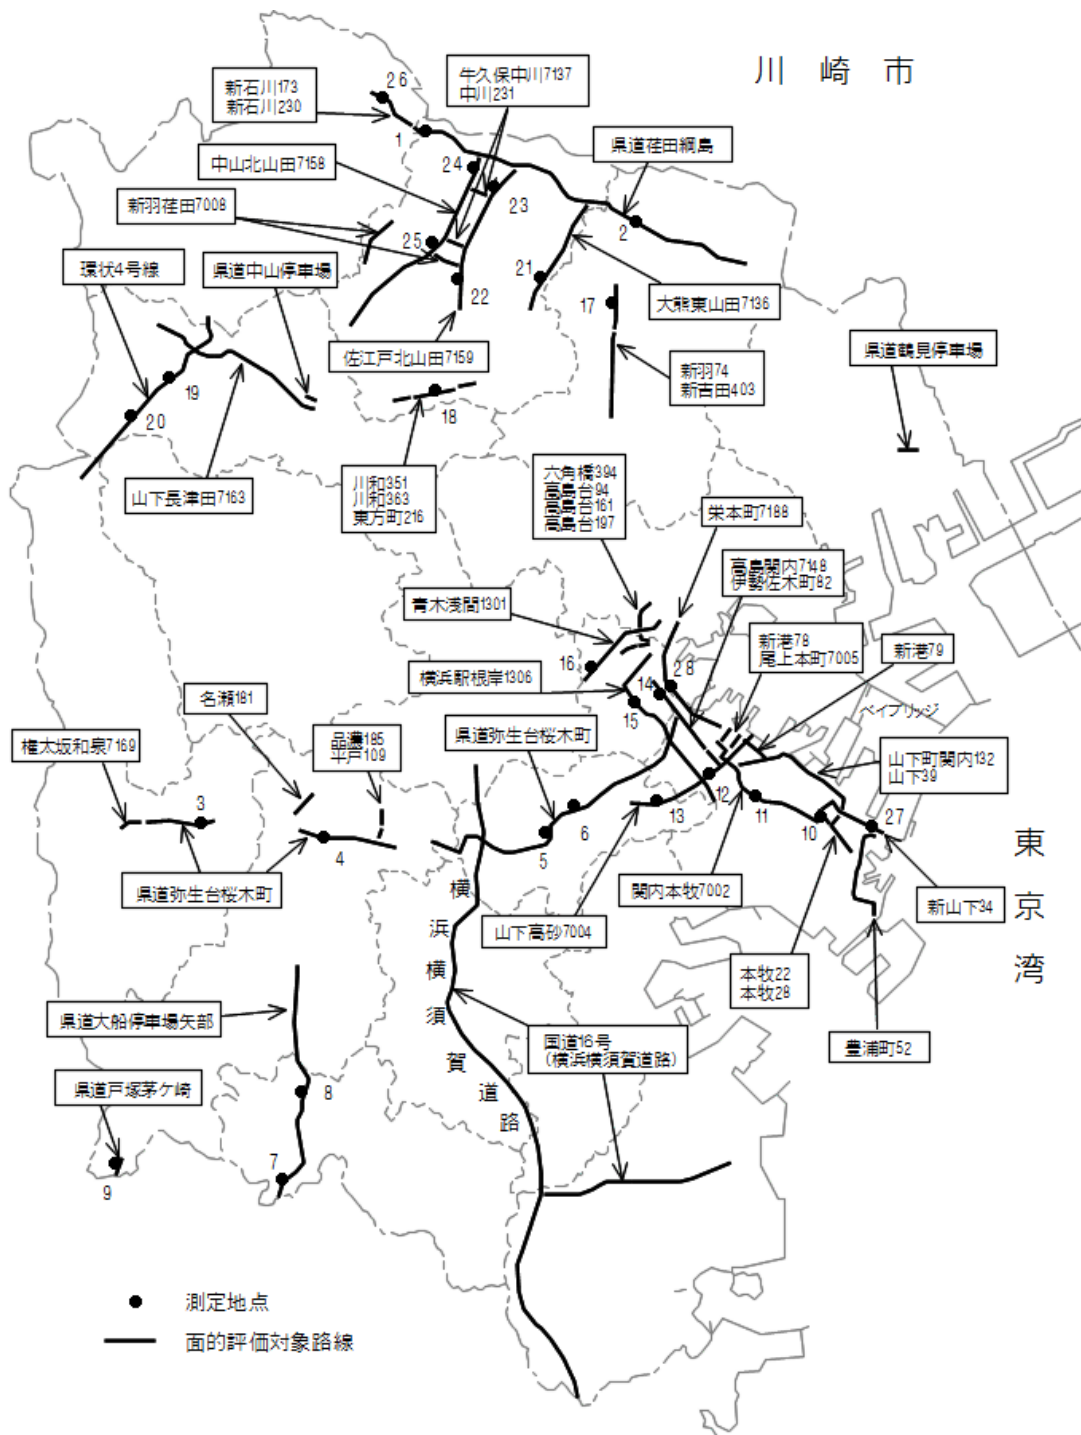 川崎市
新石川173
新石川230
26
牛久保中川7137
中川231
1
県道荏田綱島
中山北山田7158
24
新羽荏田7008
23
2
25
環状4号線
県道中山停車場
21
22
17
大熊東山田7136
佐江戸北山田7159
県道鶴見停車場
新羽74
新吉田403
19
18
20
山下長津田7163
川和351
川和363
東方町216
六角橋394
高島台94
高島台161
高島台197
栄本町7188
高島関内7148
伊勢佐木町82
青木浅間1301
新港78
尾上本町7005
新港79
16
横浜駅根岸1306
14
28
15
ベイブリッジ
名瀬181
品濃185
平戸109
県道弥生台桜木町
権太坂和泉7169
山下町関内132
山下39
12
3
13
11
27
10
6
4
5
東京湾
県道弥生台桜木町
関内本牧7002
新山下34
山下高砂7004
横浜横須賀道路
本牧22
本牧28
県道大船停車場矢部
国道16号
(横浜横須賀道路)
豊浦町52
県道戸塚茅ケ崎
8
7
9
測定地点
面的評価対象路線